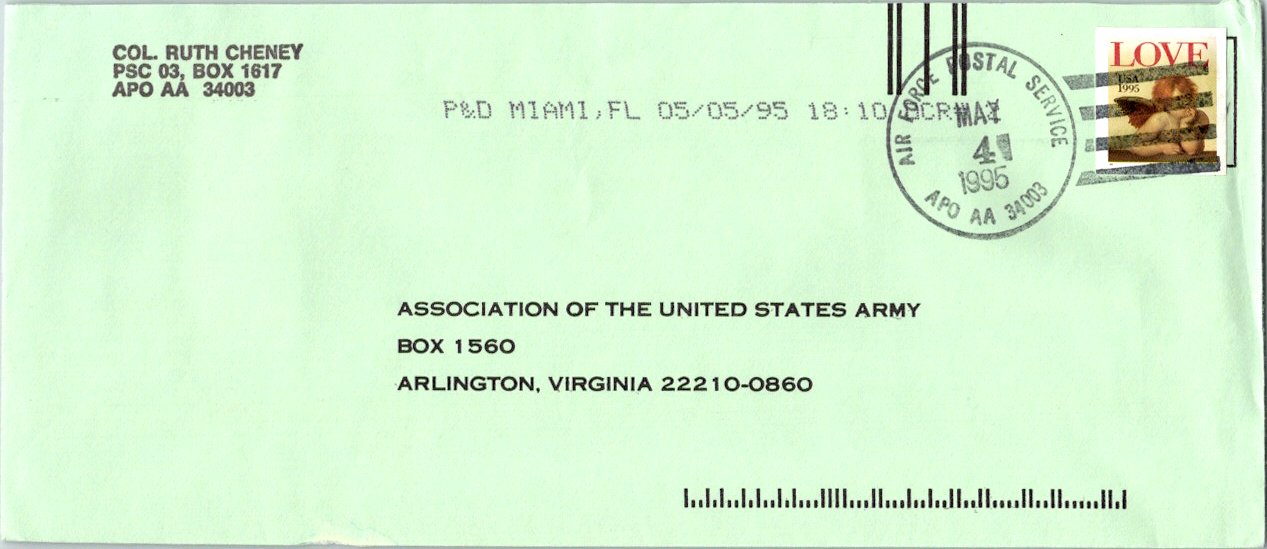 COL. RUTH CHENEY
PSC 03, BOX 1617
APO AA 34003
P&D MIAMI,FL 05/05/95 18:10 OCR# 
AIR FORCE POSTAL SERVICE
MAY
4
1995
APO AA 34003
LOVE
USA
1995
ASSOCIATION OF THE UNITED STATES ARMY
BOX 1560
ARLINGTON, VIRGINIA 22210-0860